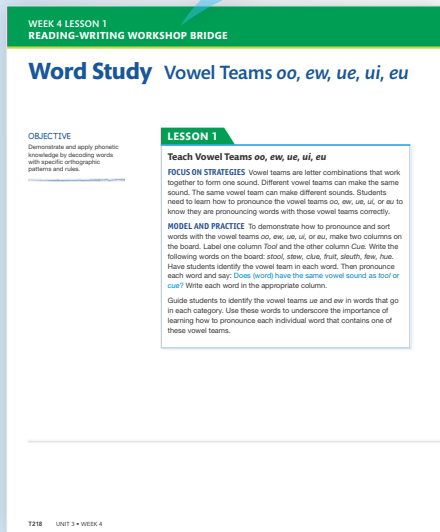 WEEK 4 LESSON 1
READING-WRITING WORKSHOP BRIDGE
Word Study Vowel Teams oo, ew, ue, ui, eu
OBJECTIVE
Demonstrate and apply phonetic
knowledge by decoding words
with specific orthographic
patterns and rules.
LESSON 1
Teach Vowel Teams oo, ew, ue, ui, eu
FOCUS ON STRATEGIES Vowel teams are letter combinations that work
together to form one sound. Different vowel teams can make the same
sound. The same vowel team can make different sounds. Students
need to learn how to pronounce the vowel teams oo, ew, ue, ui, or eu to
know they are pronouncing words with those vowel teams correctly.
MODEL AND PRACTICE To demonstrate how to pronounce and sort
words with the vowel teams oo, ew, ue, ui, or eu, make two columns on
the board. Label one column Tool and the other column Cue. Write the
following words on the board: stool, stew, clue, fruit, sleuth, few, hue.
Have students identify the vowel team in each word. Then pronounce
each word and say: Does (word) have the same vowel sound as tool or
cue? Write each word in the appropriate column.
Guide students to identify the vowel teams ue and ew in words that go
in each category. Use these words to underscore the importance of
learning how to pronounce each individual word that contains one of
these vowel teams.
T218 UNIT 3 • WEEK 4